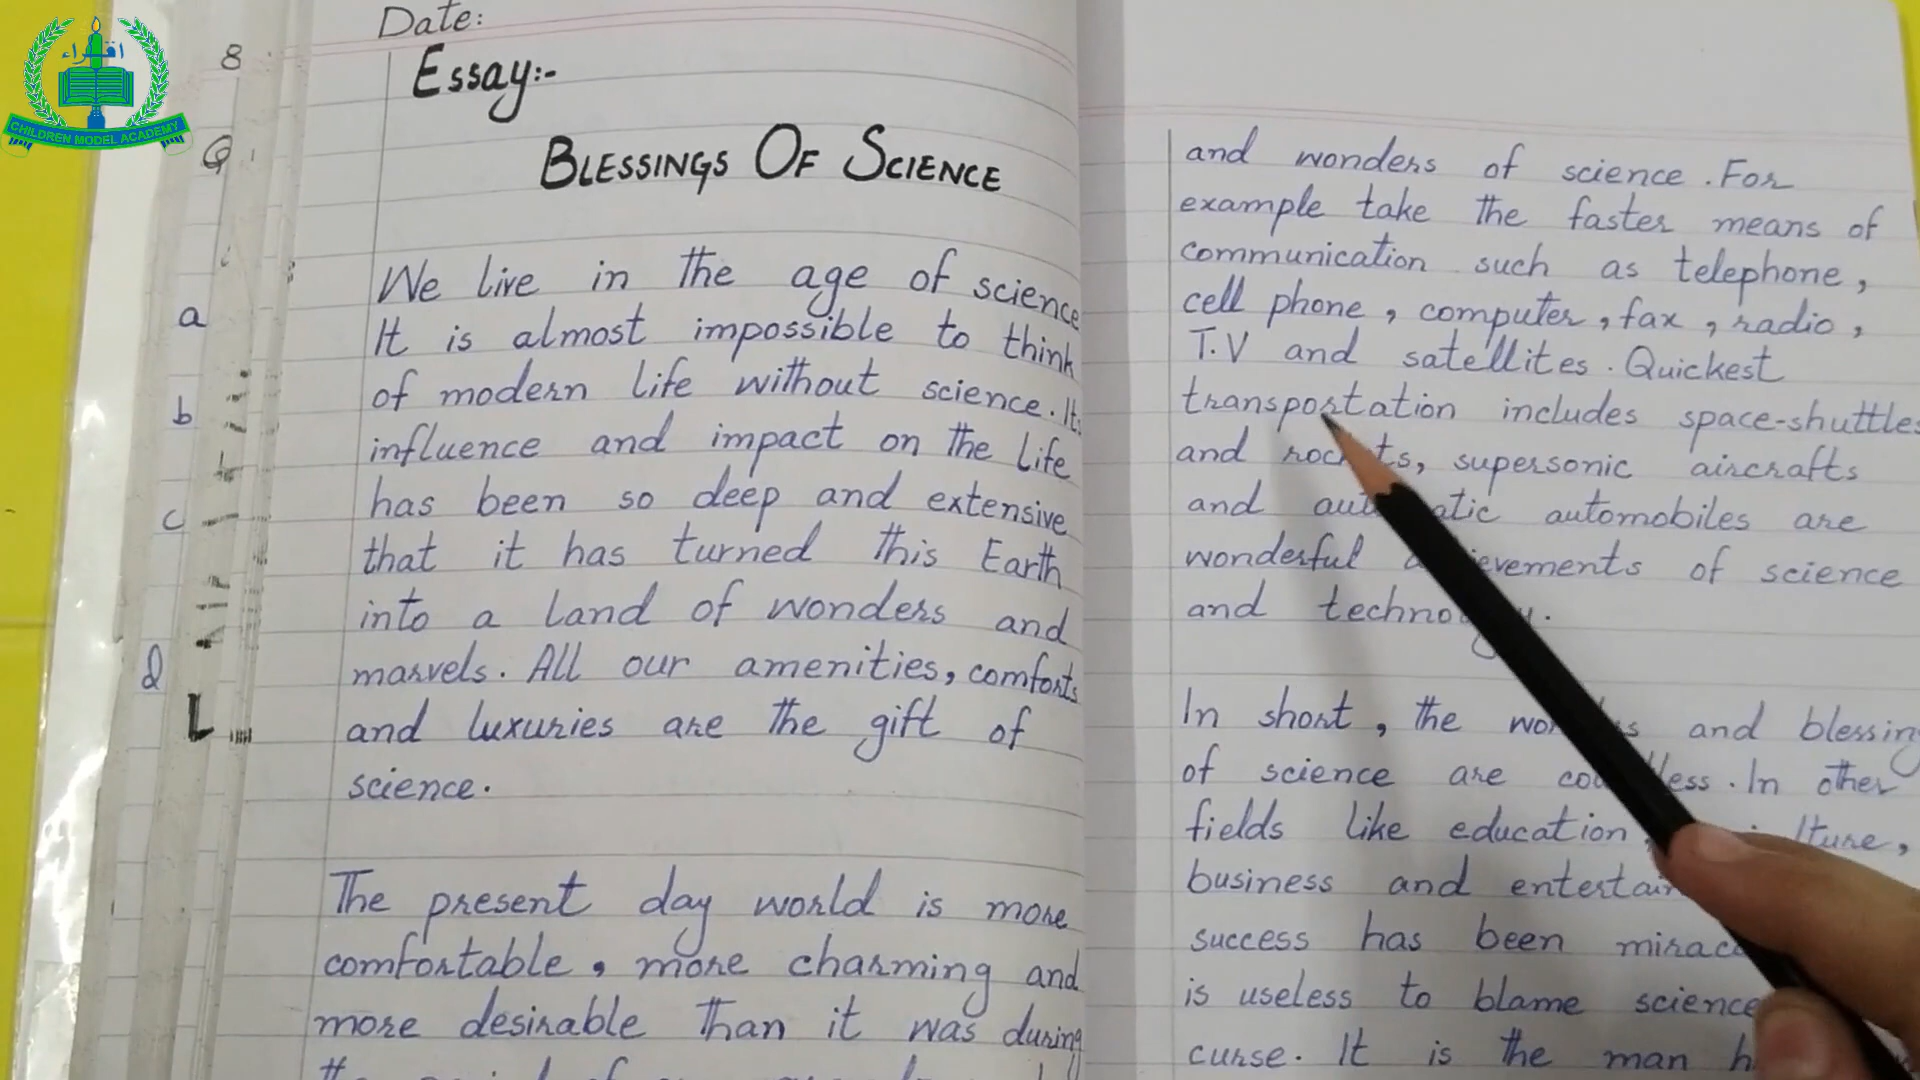 اقراء
CHILDREN MODEL ACADEMY
8
Q
a
b
c
d
Date:
Essay:-
BLESSINGS OF SCIENCE
We live in the age of science
It is almost impossible to think
of modern life without science. Its
influence and impact on the life
has been so deep and extensive
that it has turned this Earth
into a land of wonders and
marvels. All our amenities, comforts
and luxuries are the gift of
science.
The present day world is more
comfortable, more charming and
more desirable than it was during
and wonders of science. For
example take the faster means of
communication such as telephone,
cell phone, computer, fax, radio,
T.V and satellites. Quickest
transportation includes space-shuttles
and supersonic aircrafts
and automobiles are
wonderful of science
and
In short, the and
of science are In other
fields like education
business and
success has been
is useless to blame science
curse. It is the man